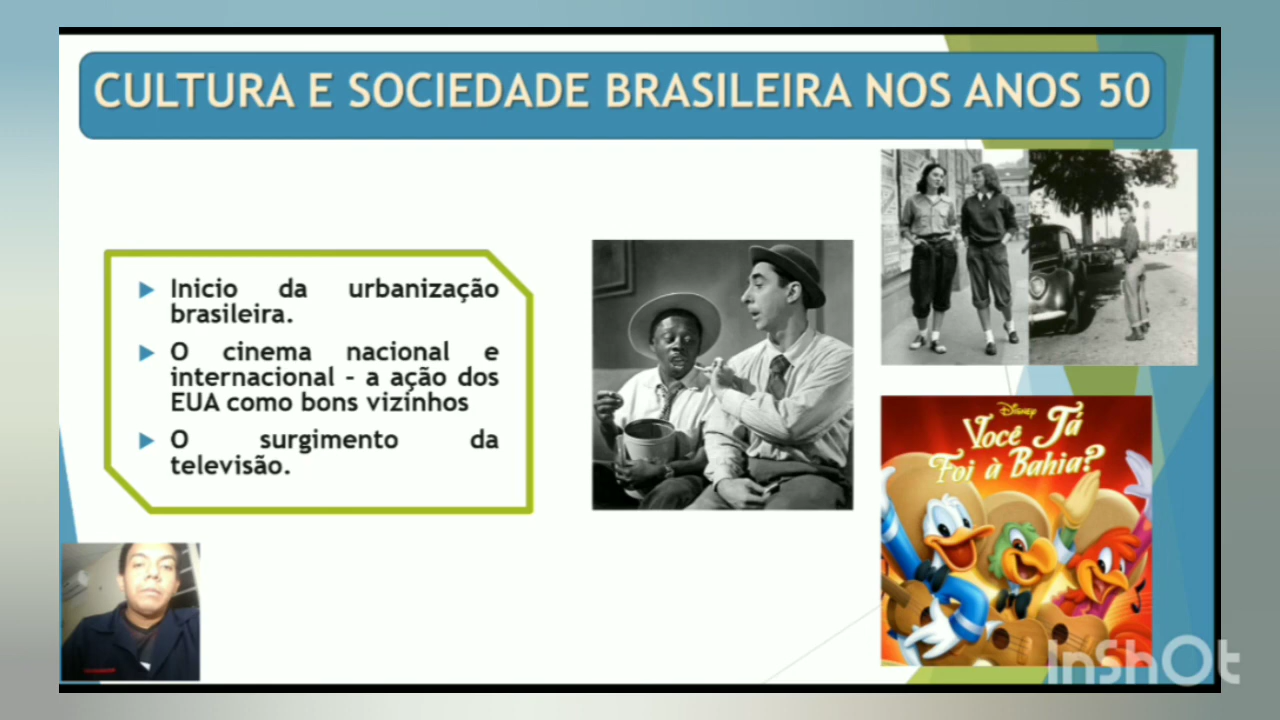 CULTURA E SOCIEDADE BRASILEIRA NOS ANOS 50
Inicio da urbanização
brasileira.
O cinema nacional e
internacional – a ação dos
EUA como bons vizinhos
O surgimento da
televisão.
Disney
Você Já
Foi à Bahia?
InShOt